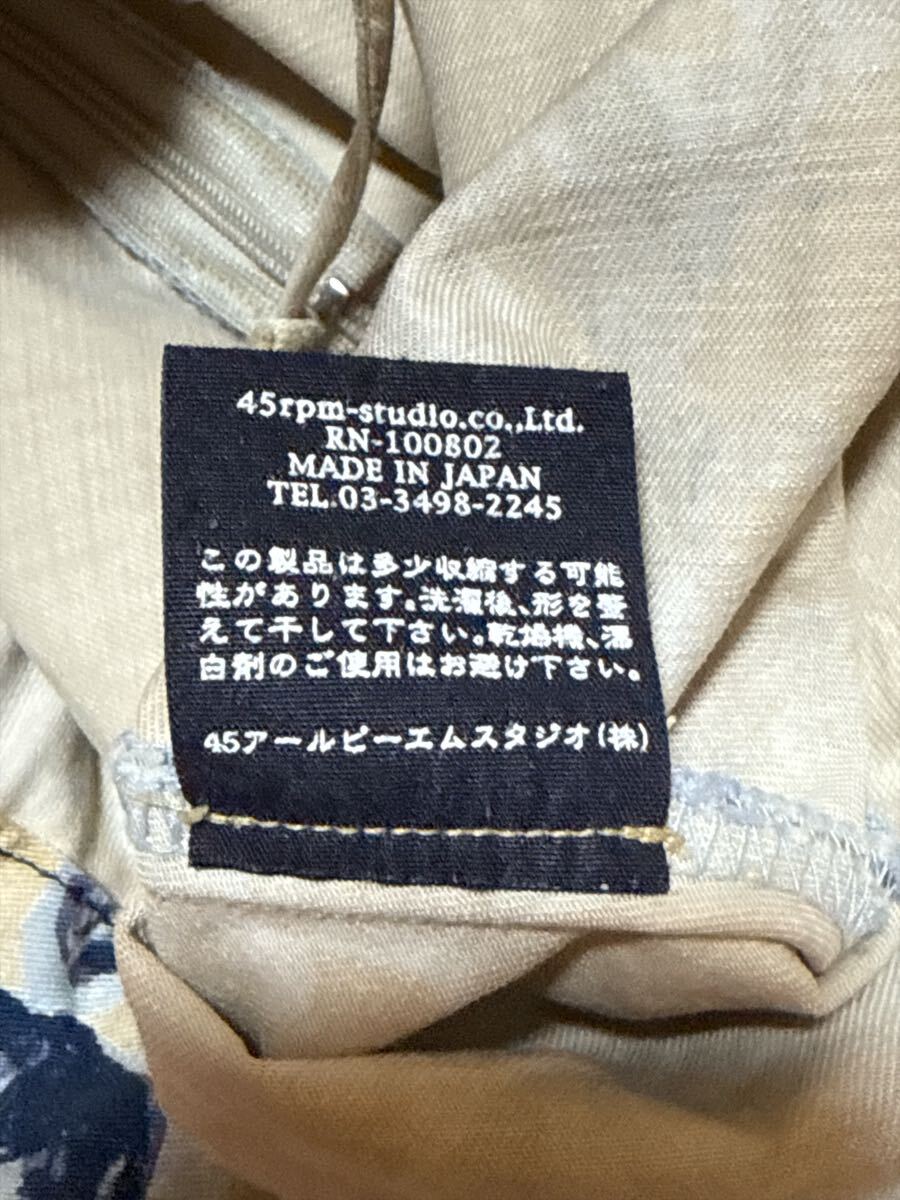 45rpm-studio.co.,Ltd.
RN-100802
MADE IN JAPAN
TEL.03-3498-2245
この製品は多少収縮する可能
性があります。洗濯後、形を整
えて干して下さい。乾燥機、漂
白剤のご使用はお避け下さい。
45アールピーエムスタジオ(株)